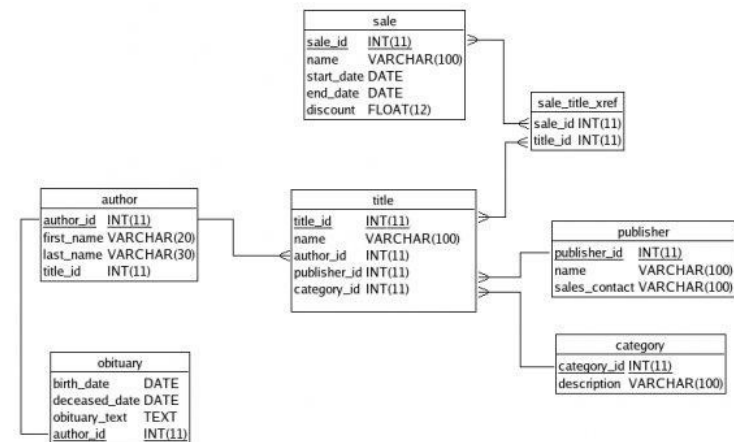 sale
sale_id INT(11)
name VARCHAR(100)
start_date DATE
end_date DATE
discount FLOAT(12)
sale_title_xref
sale_id INT(11)
title_id INT(11)
author
author_id INT(11)
first_name VARCHAR(20)
last_name VARCHAR(30)
title_id INT(11)
title
title_id INT(11)
name VARCHAR(100)
author_id INT(11)
publisher_id INT(11)
category_id INT(11)
publisher
publisher_id INT(11)
name VARCHAR(100)
sales_contact VARCHAR(100)
category
category_id INT(11)
description VARCHAR(100)
obituary
birth_date DATE
deceased_date DATE
obituary_text TEXT
author_id INT(11)